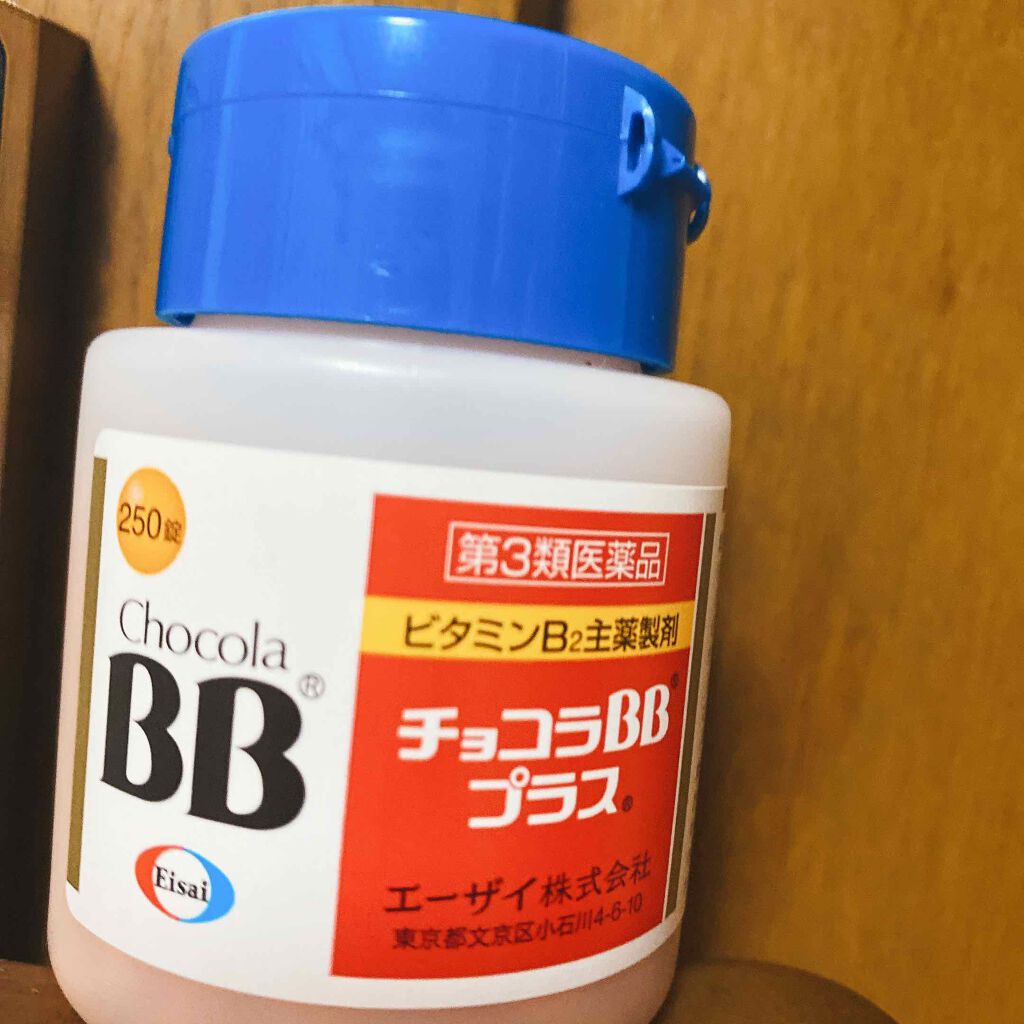 250錠
Chocola
BB®
Eisai
第3類医薬品
ビタミンB₂主薬製剤
チョコラBB®
プラス®
エーザイ株式会社
東京都文京区小石川4-6-10